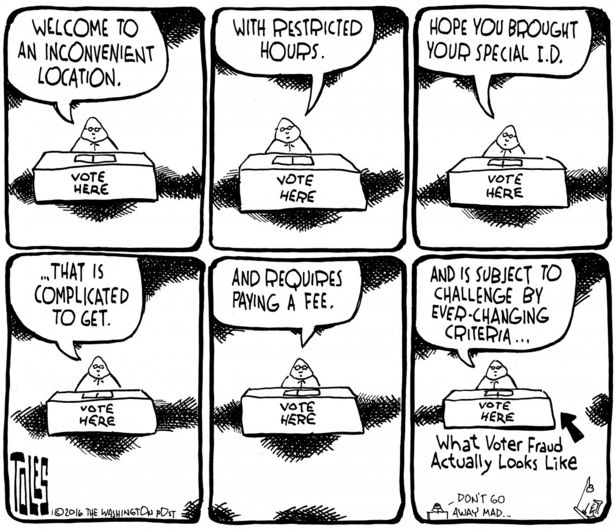 WELCOME TO
AN INCONVENIENT
LOCATION.
VOTE
HERE
WITH RESTRICTED
HOURS.
VOTE
HERE
HOPE YOU BROUGHT
YOUR SPECIAL I.D.
VOTE
HERE
...THAT IS
COMPLICATED
TO GET.
VOTE
HERE
TOLES
©2016 THE WASHINGTON POST
AND REQUIRES
PAYING A FEE.
VOTE
HERE
AND IS SUBJECT TO
CHALLENGE BY
EVER-CHANGING
CRITERIA...
VOTE
HERE
What Voter Fraud
Actually Looks Like
DON'T GO
AWAY MAD...